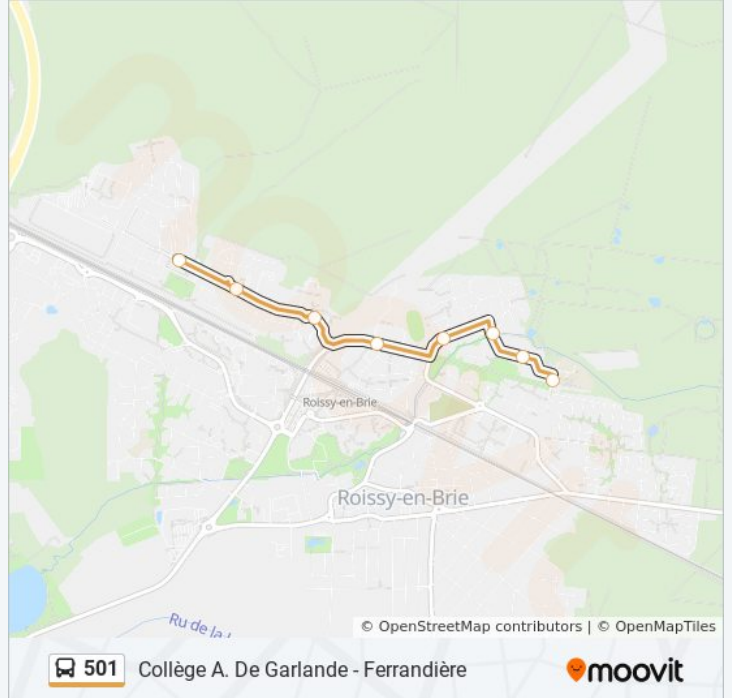 Roissy-en-Brie
Roissy-en-Brie
Ru de la
© OpenStreetMap contributors | © OpenMapTiles
501 Collège A. De Garlande - Ferrandière
moovit